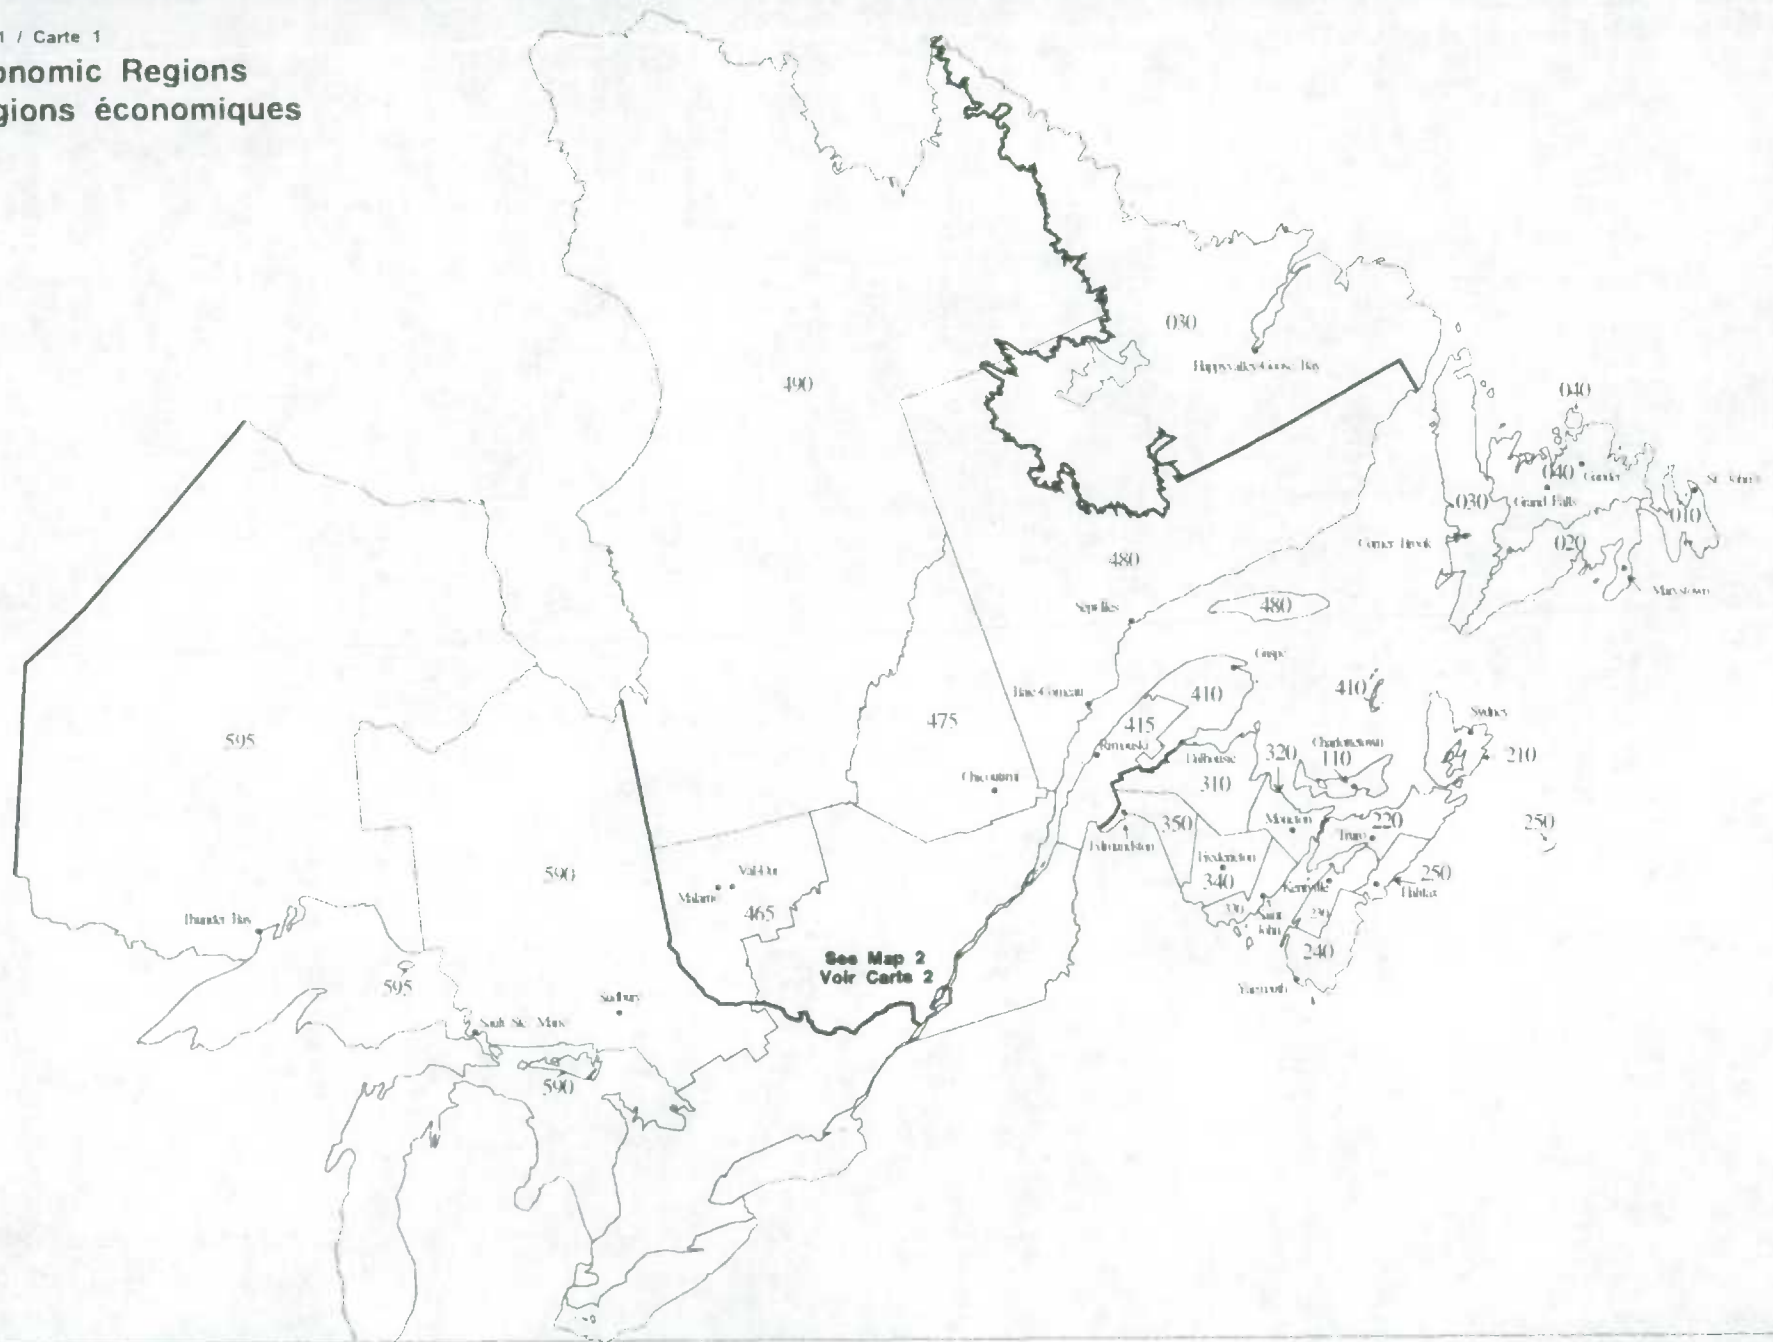 1 / Carte 1
onomic Regions
gions économiques
030
490
Happyvalley-Goose Bay
040
040
Gander
St. John's
Grand Falls
030
010
Corner Brook
020
480
Marystown
Sept-Iles
480
Gaspé
410
410
Baie-Comeau
475
415
Sydney
595
Rimouski
Charlottetown
Dalhousie
320
110
210
Chicoutimi
310
350
Moncton
220
250
Truro
Edmundston
Fredericton
590
Val-d'Or
340
Kentville
250
Malartic
Halifax
465
330
230
Thunder Bay
Saint
John
240
See Map 2
Voir Carte 2
595
Yarmouth
Sudbury
Sault Ste. Marie
590